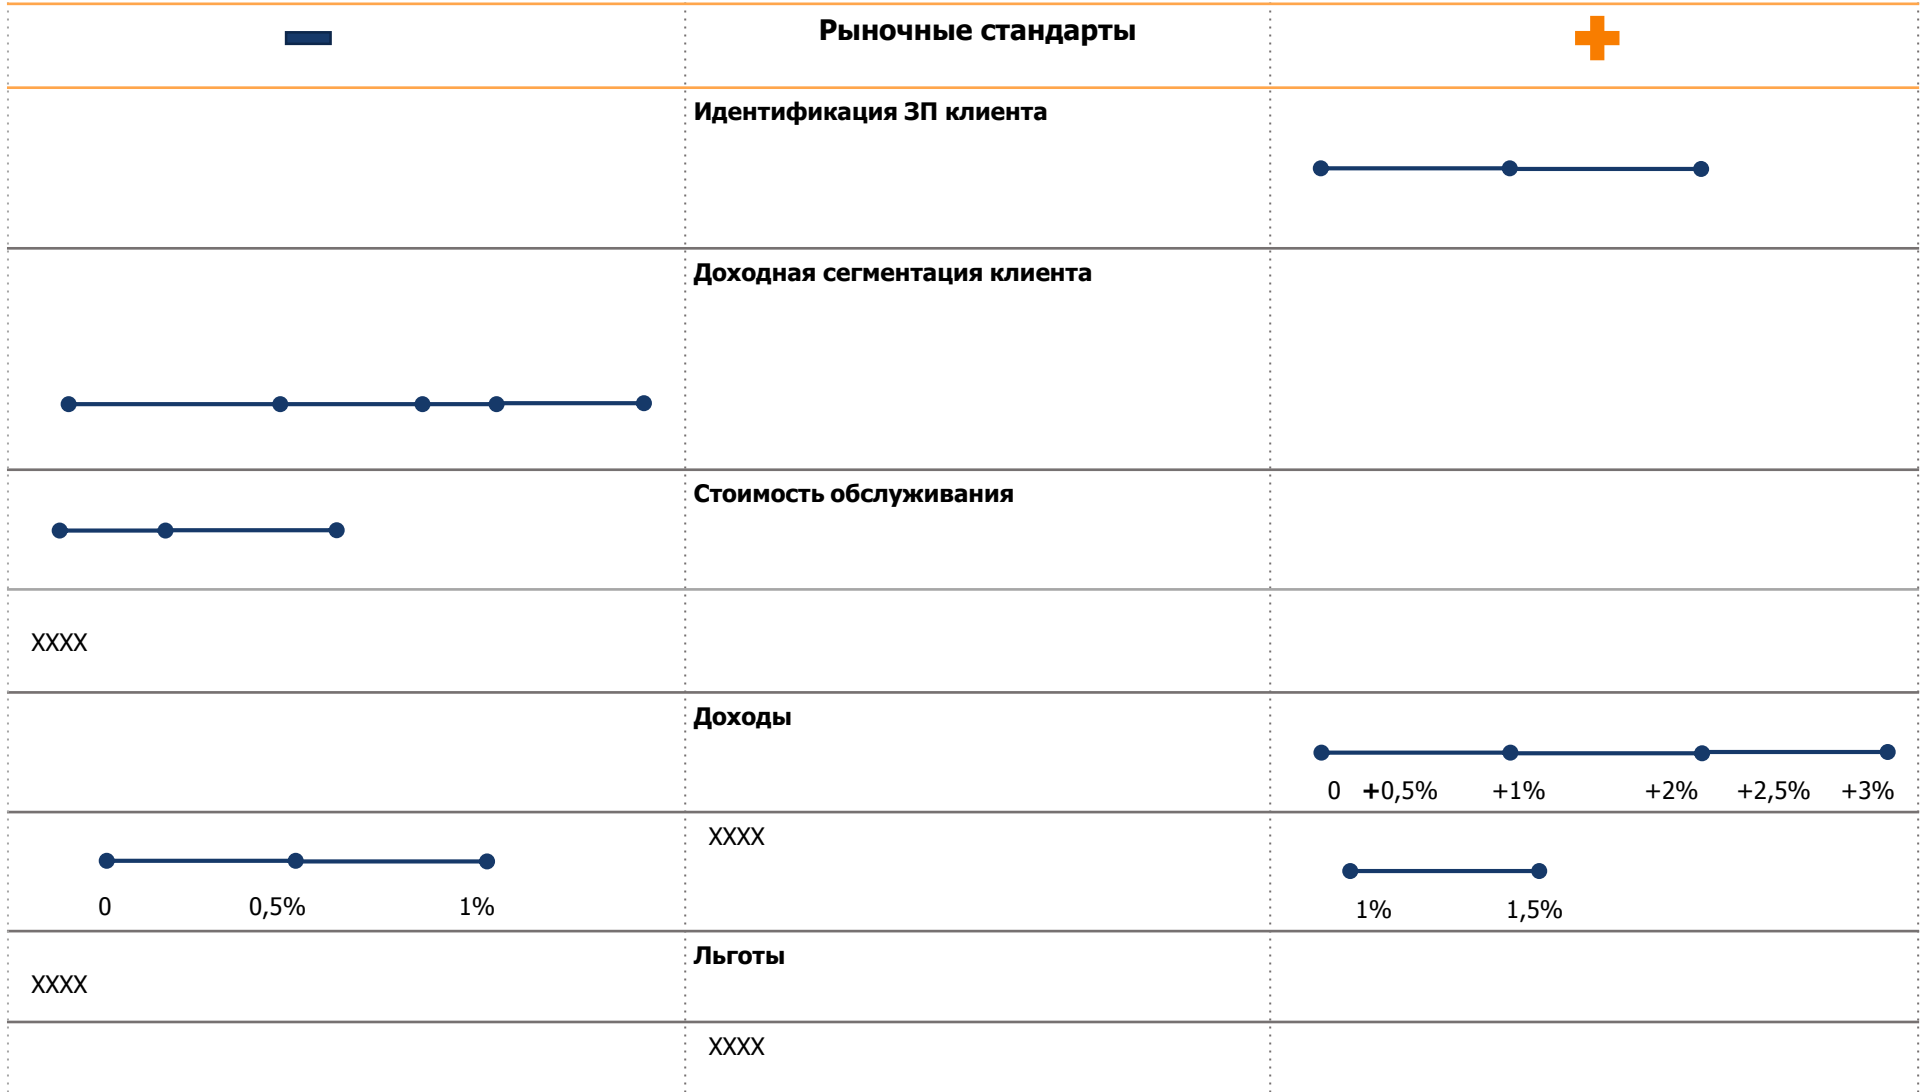 Рыночные стандарты
Идентификация ЗП клиента
Доходная сегментация клиента
Стоимость обслуживания
XXXX
Доходы
0 +0,5% +1% +2% +2,5% +3%
XXXX
0 0,5% 1%
1% 1,5%
Льготы
XXXX
XXXX